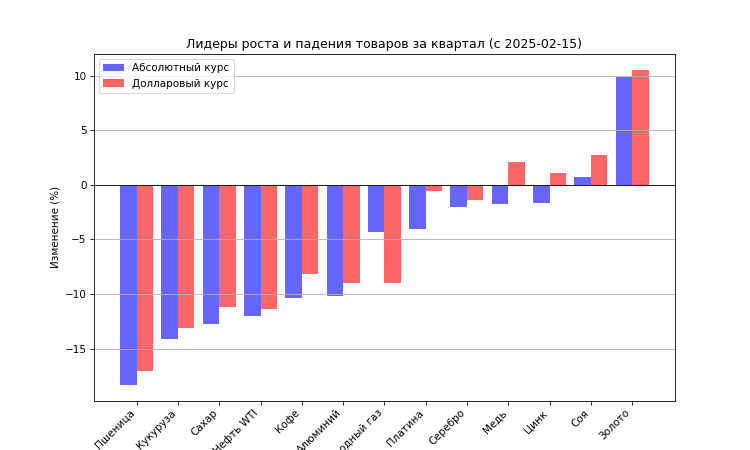 Лидеры роста и падения товаров за квартал (с 2025-02-15)
Абсолютный курс
Долларовый курс
Изменение (%)
10
5
0
−5
−10
−15
Пшеница
Кукуруза
Сахар
Нефть WTI
Кофе
Алюминий
газ
Платина
Серебро
Медь
Цинк
Соя
Золото